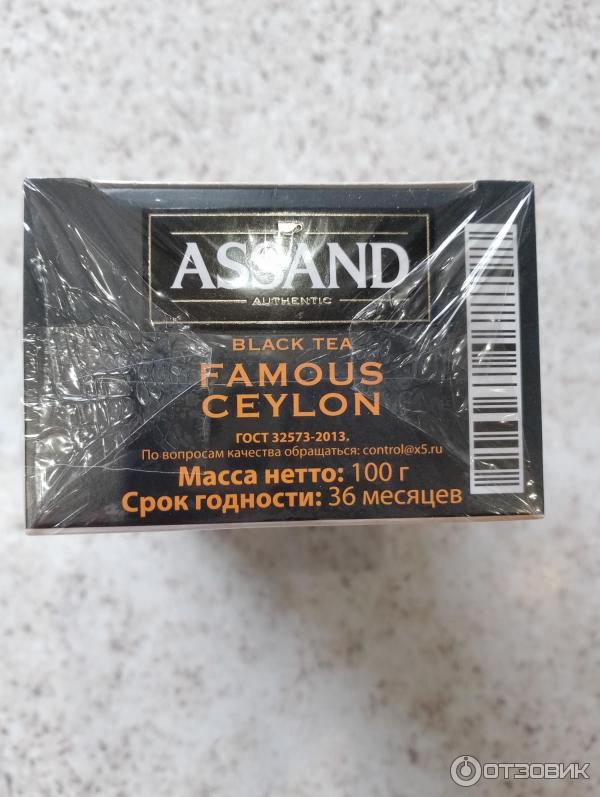 ASSAND
AUTHENTIC
BLACK TEA
FAMOUS
CEYLON
ГОСТ 32573-2013.
По вопросам качества обращаться: control@x5.ru
Масса нетто: 100 г
Срок годности: 36 месяцев
ОТЗОВИК